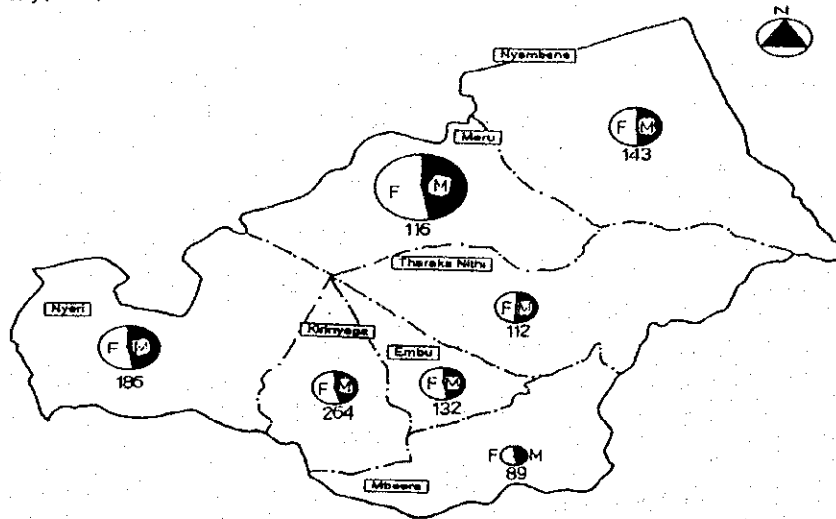 N
Nyambene
F M
143
Meru
F M
116
Tharaka Nithi
F M
112
Nyeri
F M
186
Kirinyaga
F M
264
Embu
F M
132
F M
89
Mbeere